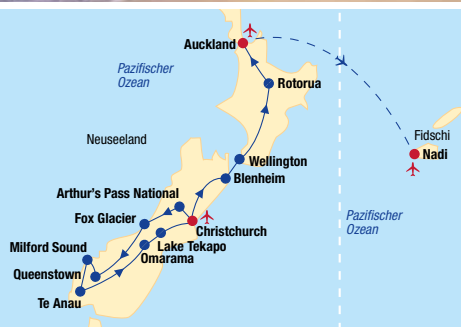 Auckland
Pazifischer
Ozean
Rotorua
Fidschi
Neuseeland
Nadi
Wellington
Blenheim
Arthur's Pass National
Fox Glacier
Christchurch
Pazifischer
Ozean
Milford Sound
Lake Tekapo
Omarama
Queenstown
Te Anau